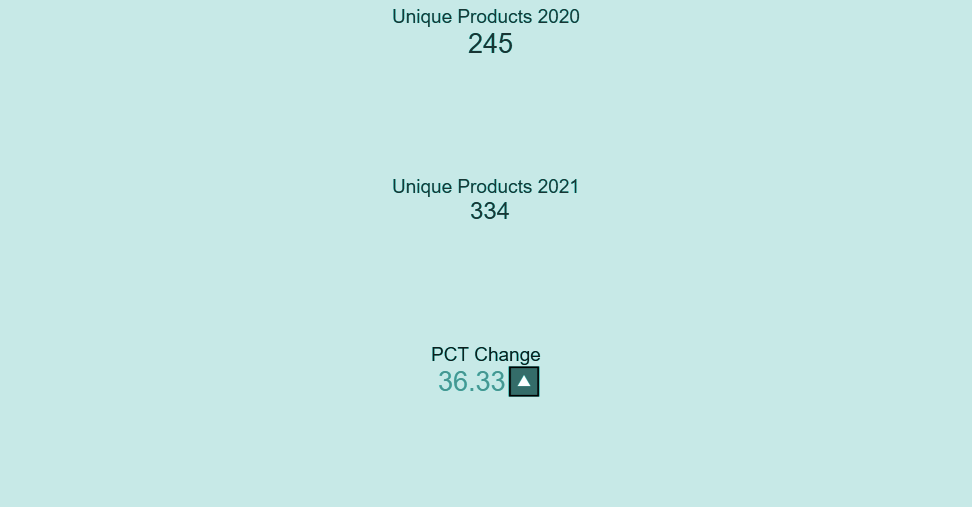 Unique Products 2020
245
Unique Products 2021
334
PCT Change
36.33